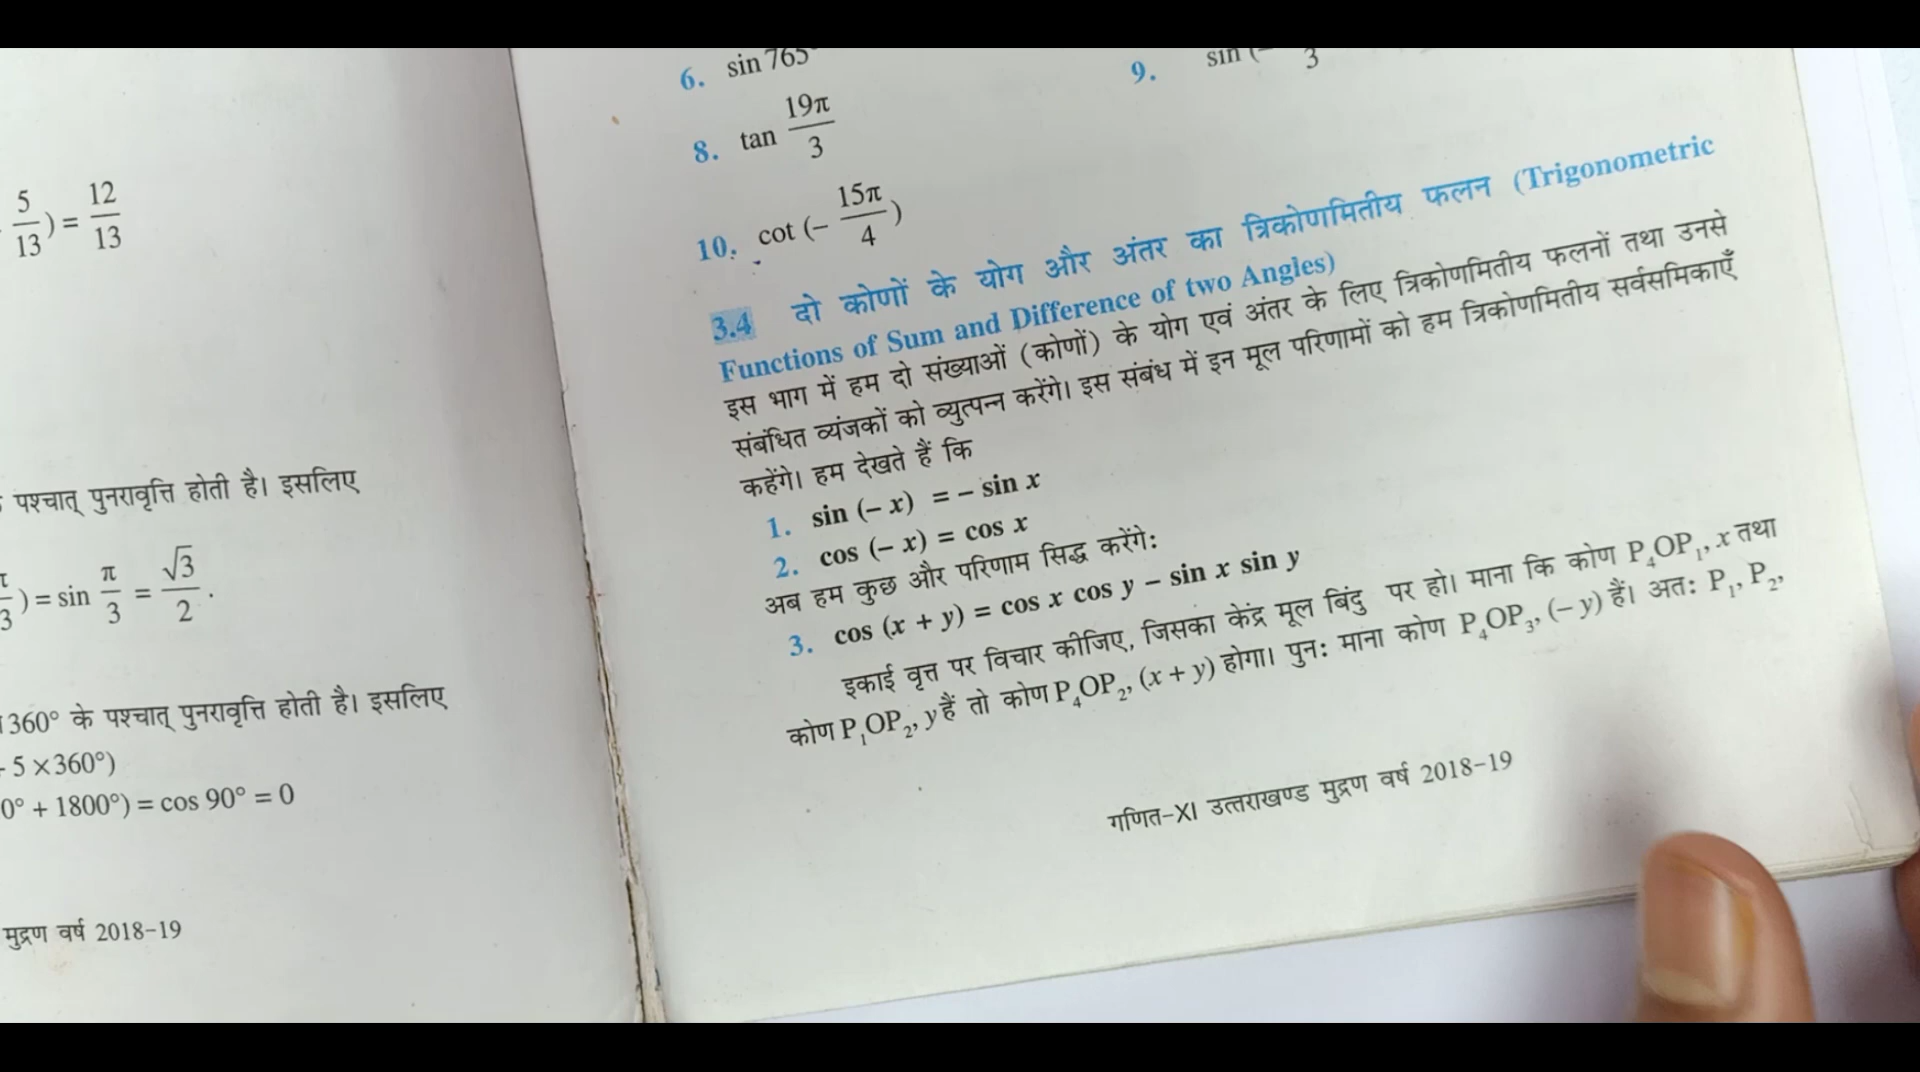 5/13) = 12/13
पश्चात् पुनरावृत्ति होती है। इसलिए
3) = sin π/3 = √3/2 .
360° के पश्चात् पुनरावृत्ति होती है। इसलिए
5 ×360°)
0° + 1800°) = cos 90° = 0
मुद्रण वर्ष 2018-19
6. sin 765°
9. sin (– 3
8. tan 19π/3
10. cot (– 15π/4)
3.4 दो कोणों के योग और अंतर का त्रिकोणमितीय फलन (Trigonometric
Functions of Sum and Difference of two Angles)
इस भाग में हम दो संख्याओं (कोणों) के योग एवं अंतर के लिए त्रिकोणमितीय फलनों तथा उनसे
संबंधित व्यंजकों को व्युत्पन्न करेंगे। इस संबंध में इन मूल परिणामों को हम त्रिकोणमितीय सर्वसमिकाएँ
कहेंगे। हम देखते हैं कि
1. sin (– x) = – sin x
2. cos (– x) = cos x
अब हम कुछ और परिणाम सिद्ध करेंगे:
3. cos (x + y) = cos x cos y – sin x sin y
इकाई वृत्त पर विचार कीजिए, जिसका केंद्र मूल बिंदु पर हो। माना कि कोण P₄OP₁, x तथा
कोण P₁OP₂, y हैं तो कोण P₄OP₂, (x + y) होगा। पुन: माना कोण P₄OP₃, (– y) हैं। अत: P₁, P₂,
गणित-XI उत्तराखण्ड मुद्रण वर्ष 2018-19